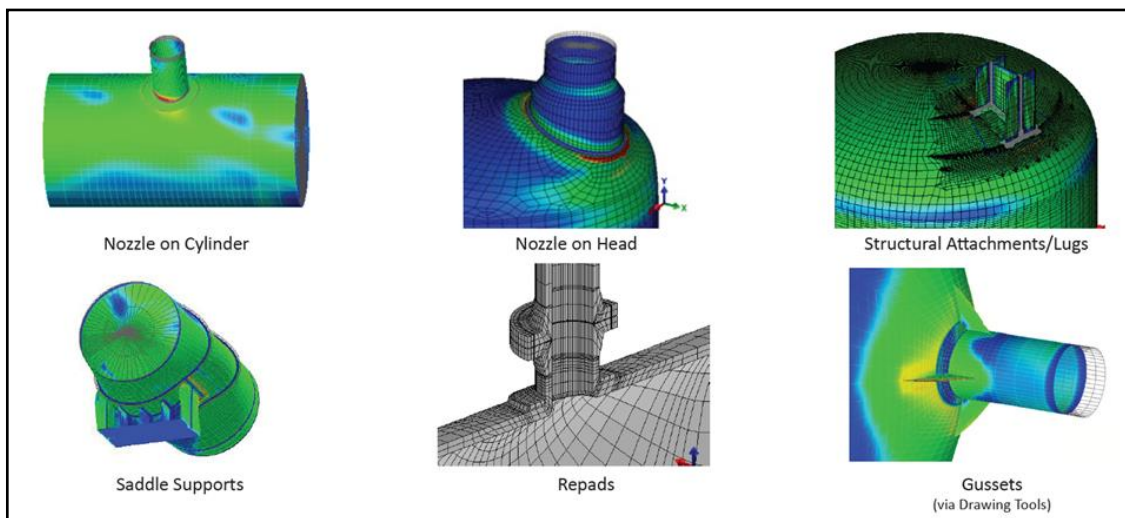 Nozzle on Cylinder
Nozzle on Head
Structural Attachments/Lugs
Y
X
Saddle Supports
Repads
Gussets
(via Drawing Tools)